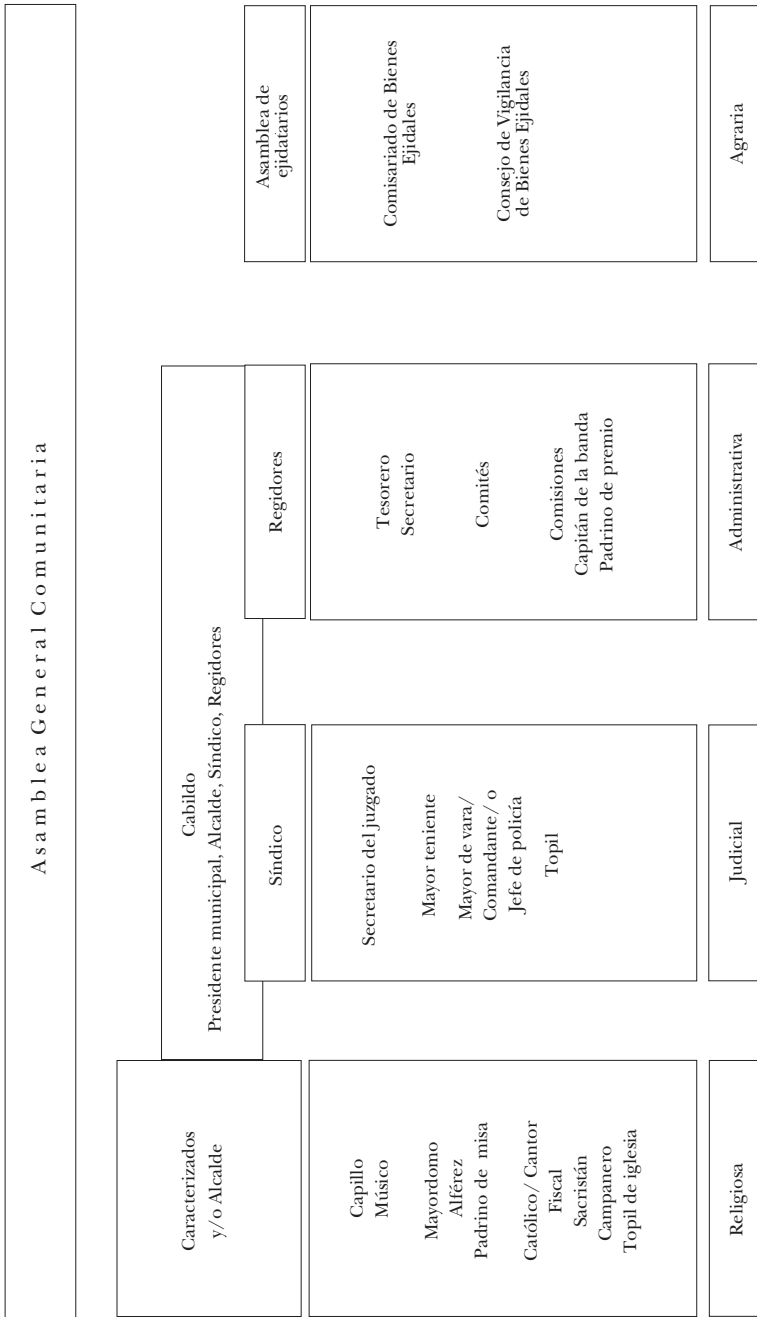 Asamblea General Comunitaria
Caracterizados
y/o Alcalde
Cabildo
Presidente municipal, Alcalde, Síndico, Regidores
Síndico
Regidores
Asamblea de
ejidatarios
Capillo
Músico
Mayordomo
Alférez
Padrino de misa
Católico/ Cantor
Fiscal
Sacristán
Campanero
Topil de iglesia
Secretario del juzgado
Mayor teniente
Mayor de vara/
Comandante/ o
Jefe de policía
Topil
Tesorero
Secretario
Comités
Comisiones
Capitán de la banda
Padrino de premio
Comisariado de Bienes
Ejidales
Consejo de Vigilancia
de Bienes Ejidales
Religiosa
Judicial
Administrativa
Agraria